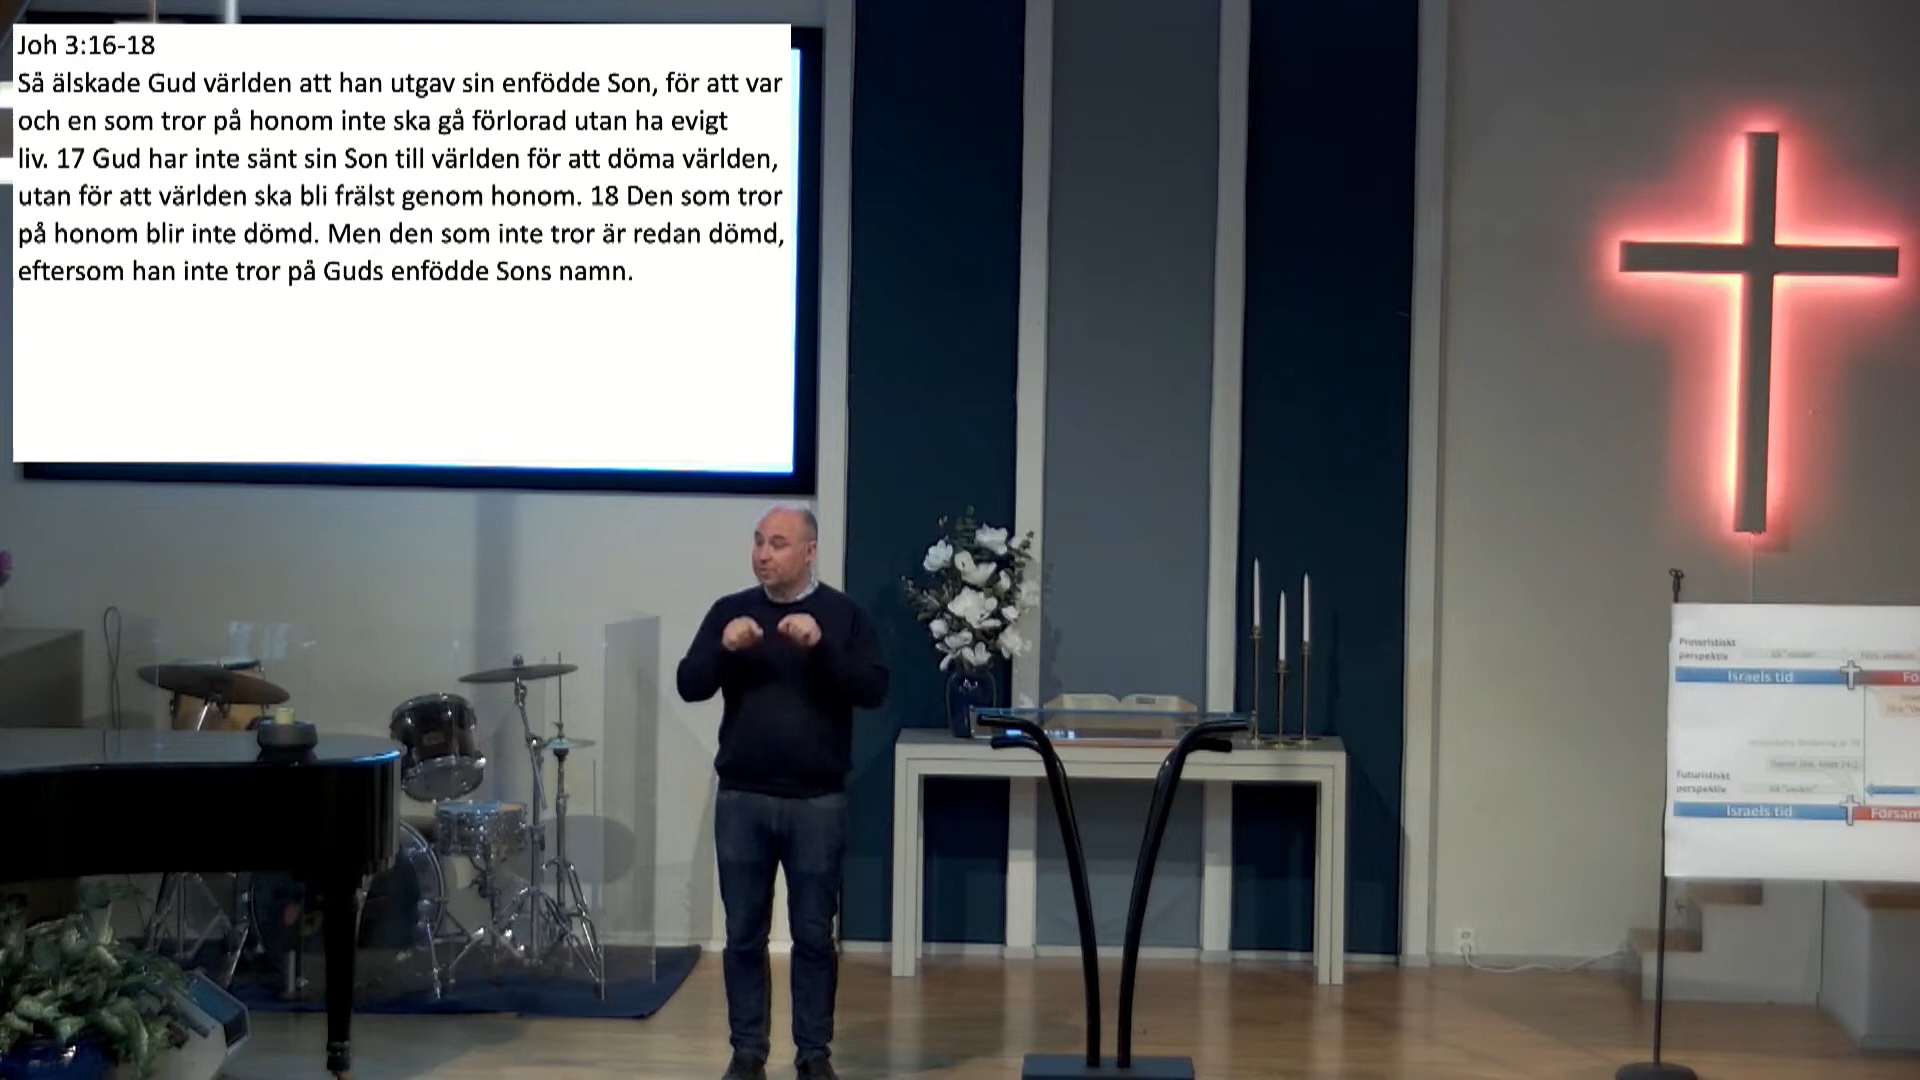 Joh 3:16-18
Så älskade Gud världen att han utgav sin enfödde Son, för att var
och en som tror på honom inte ska gå förlorad utan ha evigt
liv. 17 Gud har inte sänt sin Son till världen för att döma världen,
utan för att världen ska bli frälst genom honom. 18 Den som tror
på honom blir inte dömd. Men den som inte tror är redan dömd,
eftersom han inte tror på Guds enfödde Sons namn.
Preteristiskt
perspektiv
Israels tid
Fö
Futuristiskt
perspektiv
Israels tid
Församl